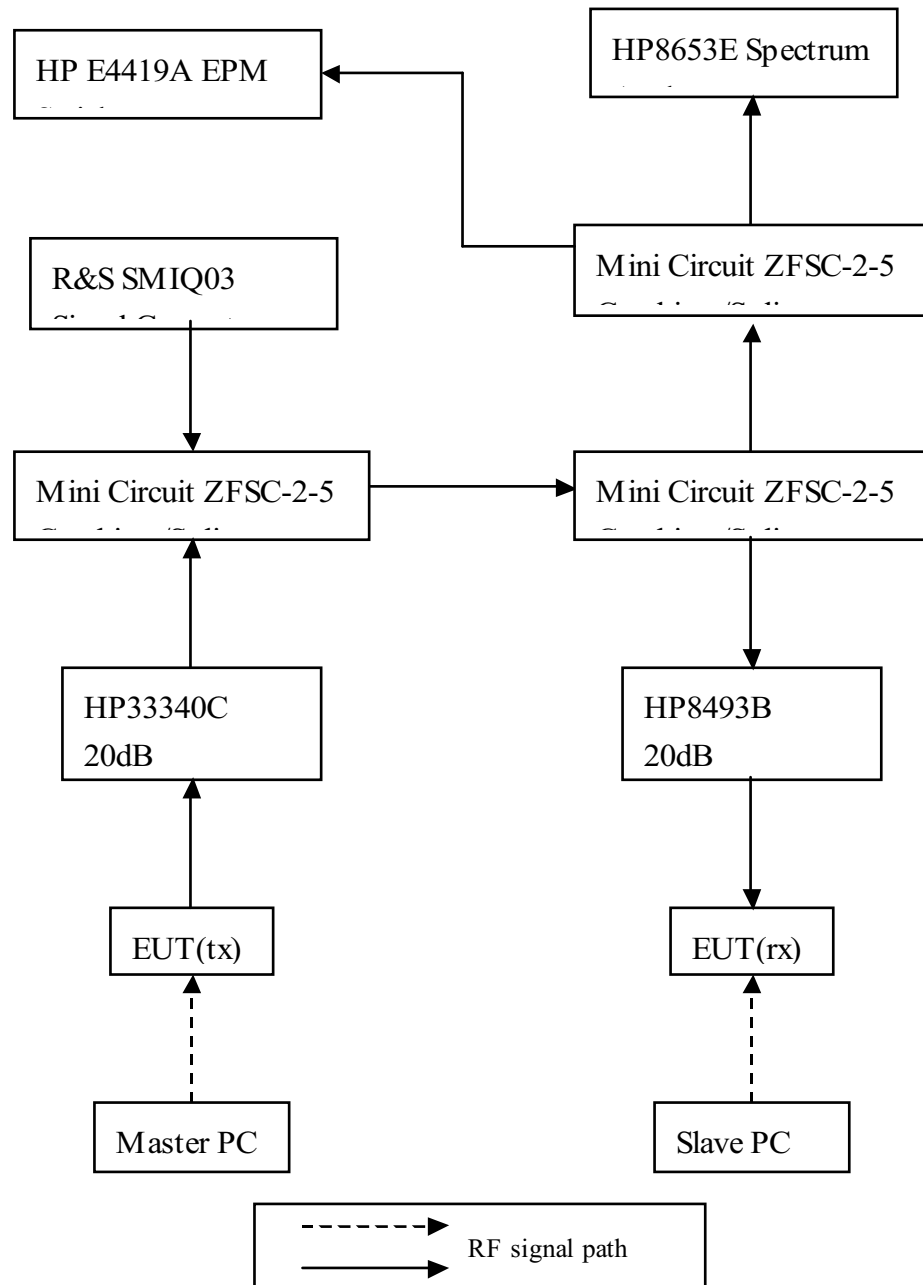 HP E4419A EPM
HP8653E Spectrum
R&S SMIQ03
Mini Circuit ZFSC-2-5
Mini Circuit ZFSC-2-5
Mini Circuit ZFSC-2-5
HP33340C
20dB
HP8493B
20dB
EUT(tx)
EUT(rx)
Master PC
Slave PC
RF signal path